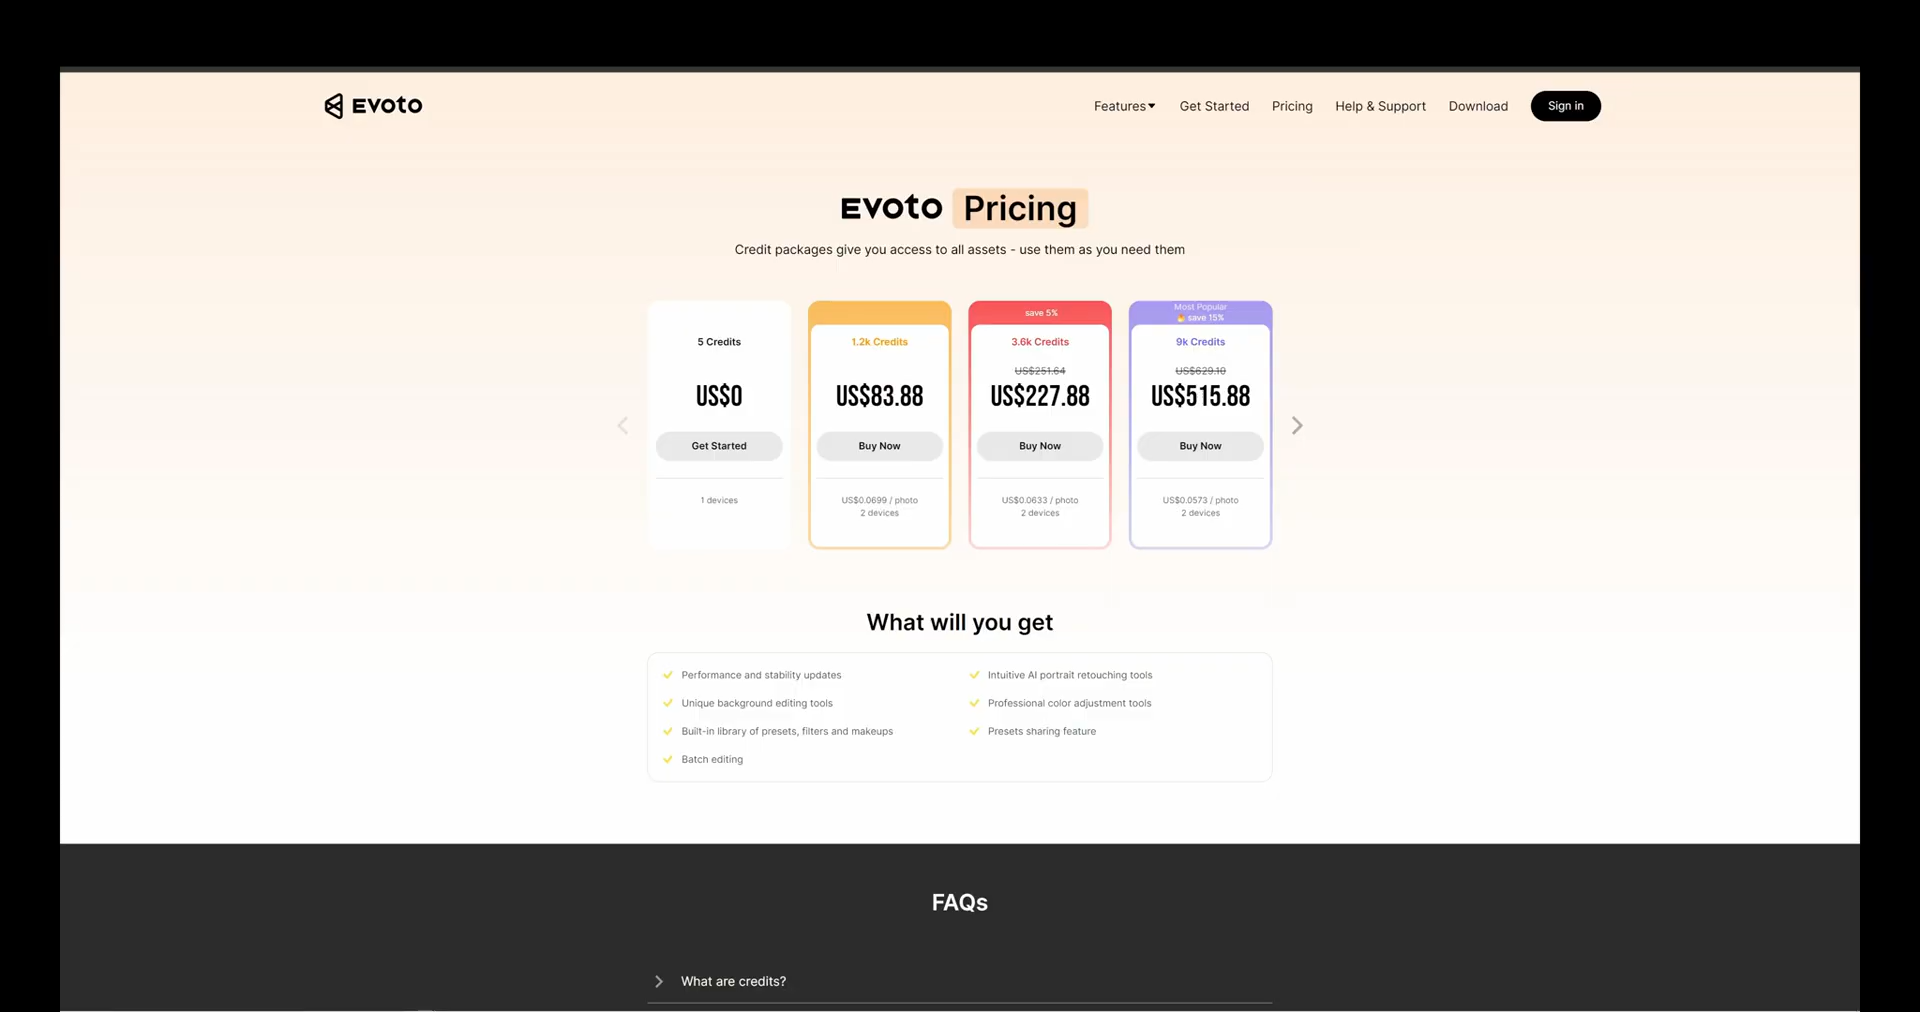 EVOTO
Features
Get Started
Pricing
Help & Support
Download
Sign in
EVOTO Pricing
Credit packages give you access to all assets - use them as you need them
5 Credits
US$0
Get Started
1 devices
1.2k Credits
US$83.88
Buy Now
US$0.0699 / photo
2 devices
save 5%
3.6k Credits
US$251.64
US$227.88
Buy Now
US$0.0633 / photo
2 devices
Most Popular
🔥 save 15%
9k Credits
US$629.10
US$515.88
Buy Now
US$0.0573 / photo
2 devices
What will you get
Performance and stability updates
Intuitive AI portrait retouching tools
Unique background editing tools
Professional color adjustment tools
Built-in library of presets, filters and makeups
Presets sharing feature
Batch editing
FAQs
What are credits?